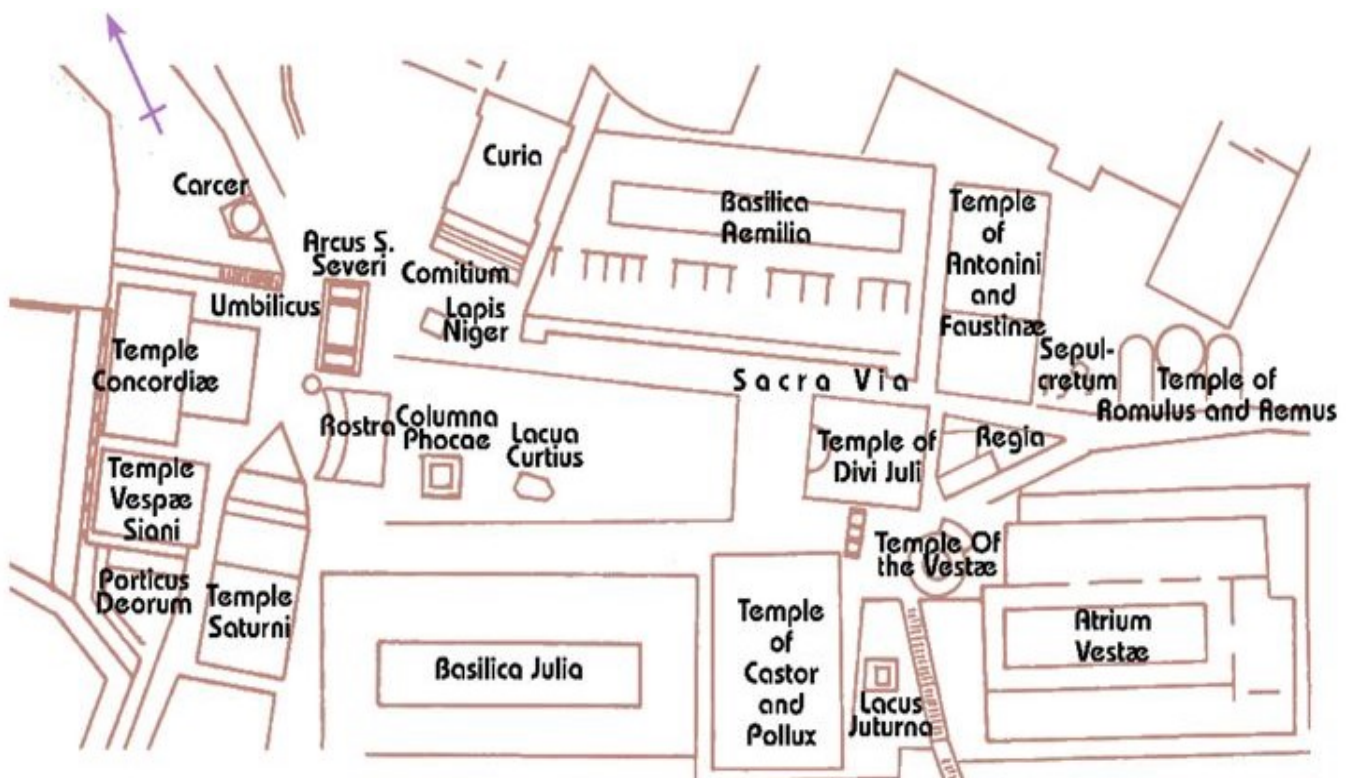 Carcer
Curia
Basilica
Aemilia
Temple
of
Antonini
and
Faustinæ
Arcus S.
Severi
Comitium
Umbilicus
Lapis
Niger
Temple
Concordiæ
Sacra Via
Sepul-
cretum
Temple of
Romulus and Remus
Rostra
Columna
Phocae
Lacua
Curtius
Temple of
Divi Juli
Regia
Temple
Vespæ
Siani
Temple Of
the Vestæ
Porticus
Deorum
Temple
Saturni
Basilica Julia
Temple
of
Castor
and
Pollux
Lacus
Juturna
Atrium
Vestæ